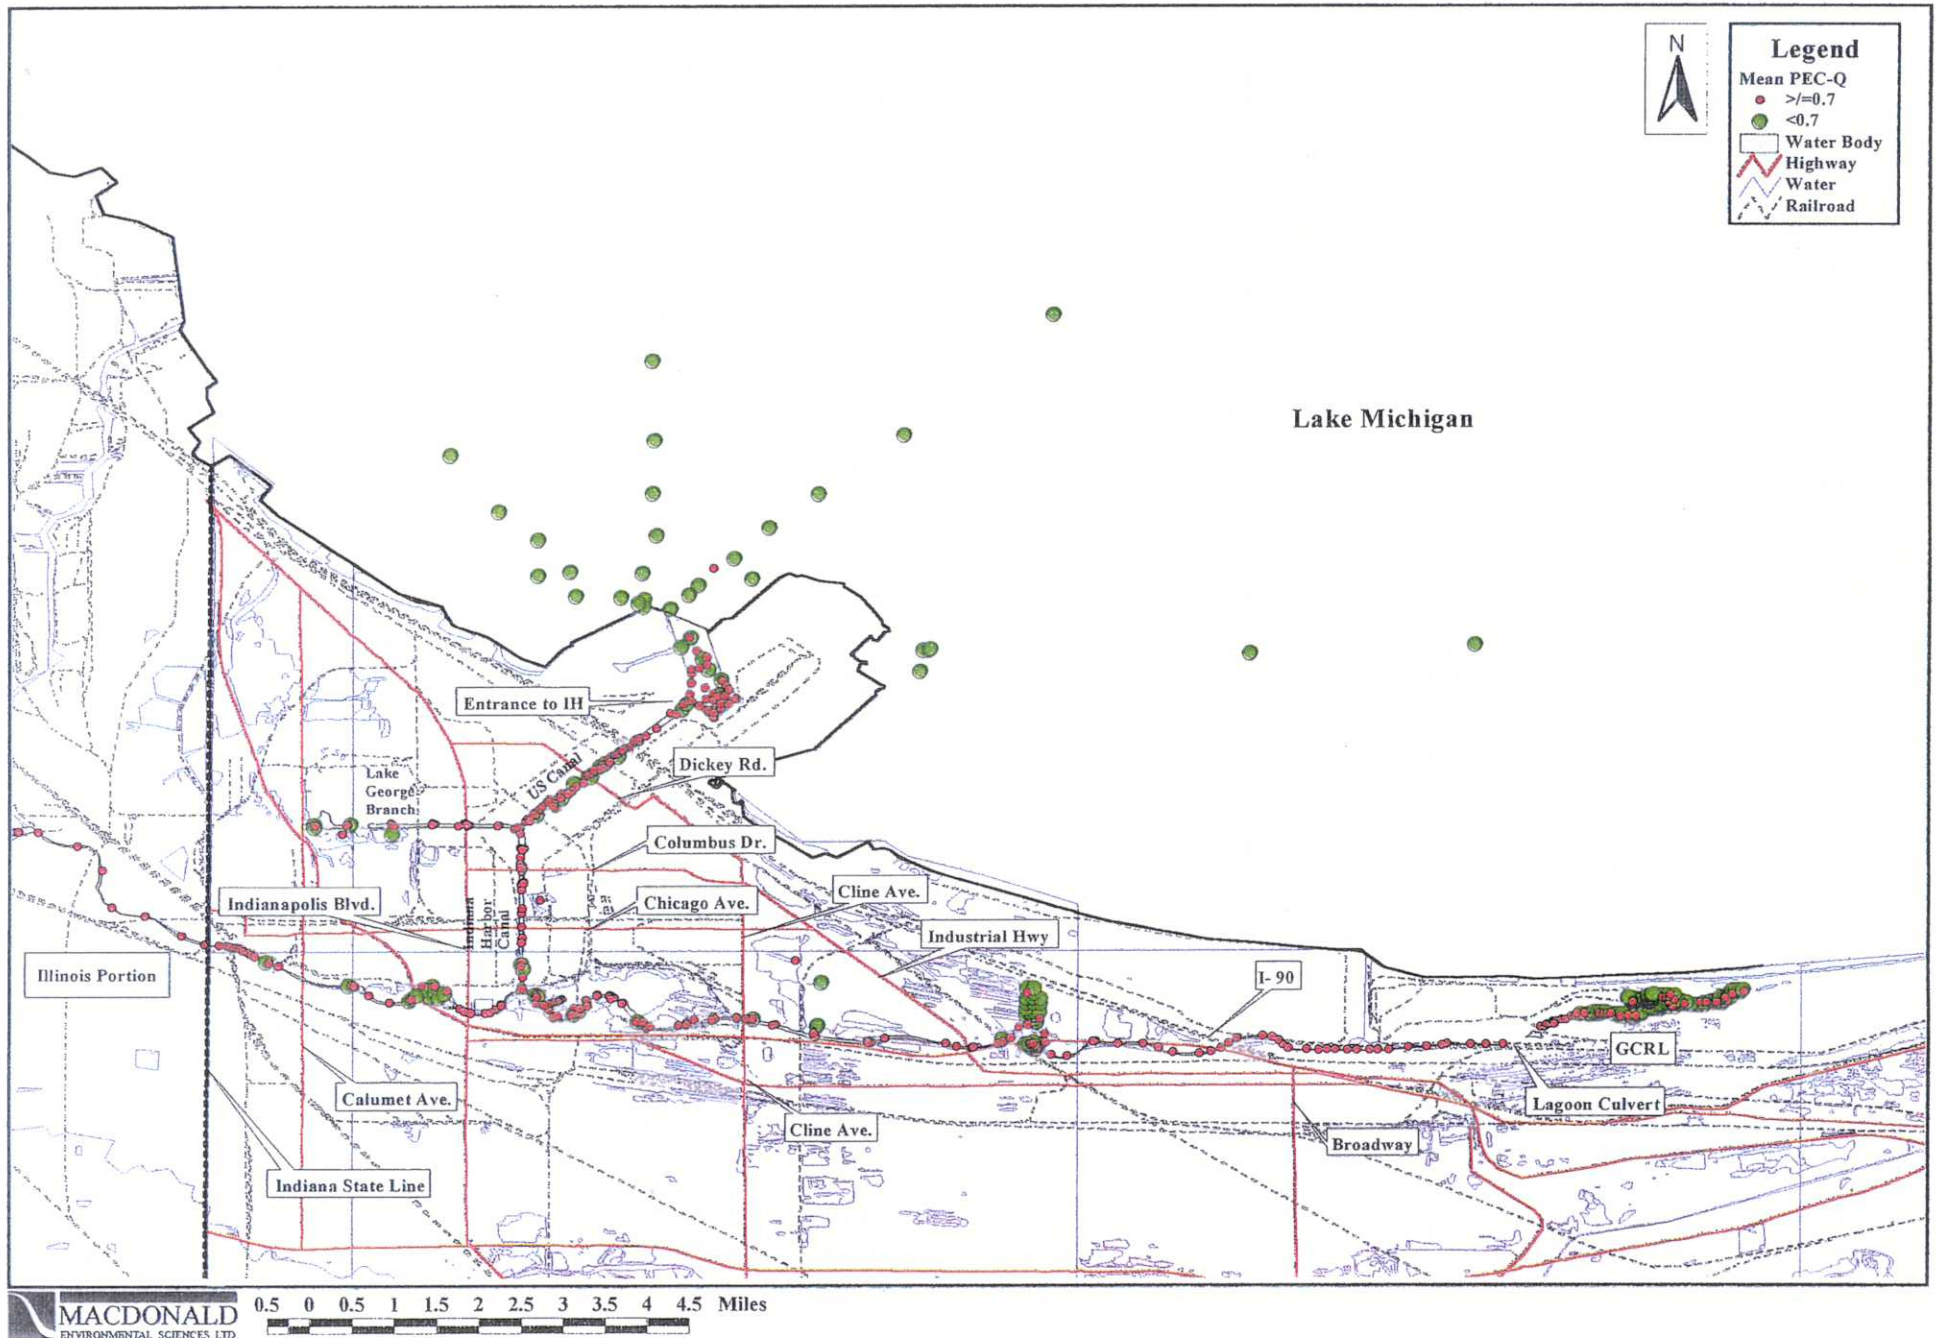 N
Legend
Mean PEC-Q
>/=0.7
<0.7
Water Body
Highway
Water
Railroad
Lake Michigan
Entrance to IH
US Canal
Dickey Rd.
Lake
George
Branch
Columbus Dr.
Cline Ave.
Indianapolis Blvd.
Chicago Ave.
Indiana
Harbor
Canal
Industrial Hwy
Illinois Portion
I-90
GCRL
Calumet Ave.
Lagoon Culvert
Cline Ave.
Broadway
Indiana State Line
MACDONALD
ENVIRONMENTAL SCIENCES LTD
0.5 0 0.5 1 1.5 2 2.5 3 3.5 4 4.5 Miles